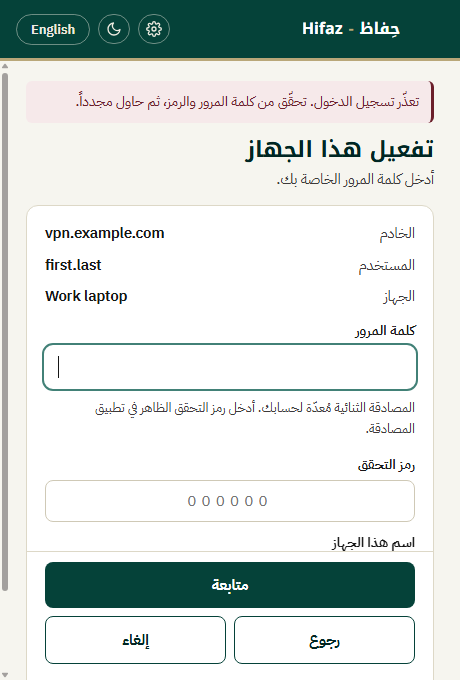 حِفاظ - Hifaz
English
تعذّر تسجيل الدخول. تحقّق من كلمة المرور والرمز، ثم حاول مجدداً.
تفعيل هذا الجهاز
أدخل كلمة المرور الخاصة بك.
الخادم vpn.example.com
المستخدم first.last
الجهاز Work laptop
كلمة المرور
المصادقة الثنائية مُعدّة لحسابك. أدخل رمز التحقق الظاهر في تطبيق
المصادقة.
رمز التحقق
000000
اسم هذا الجهاز
متابعة
رجوع إلغاء